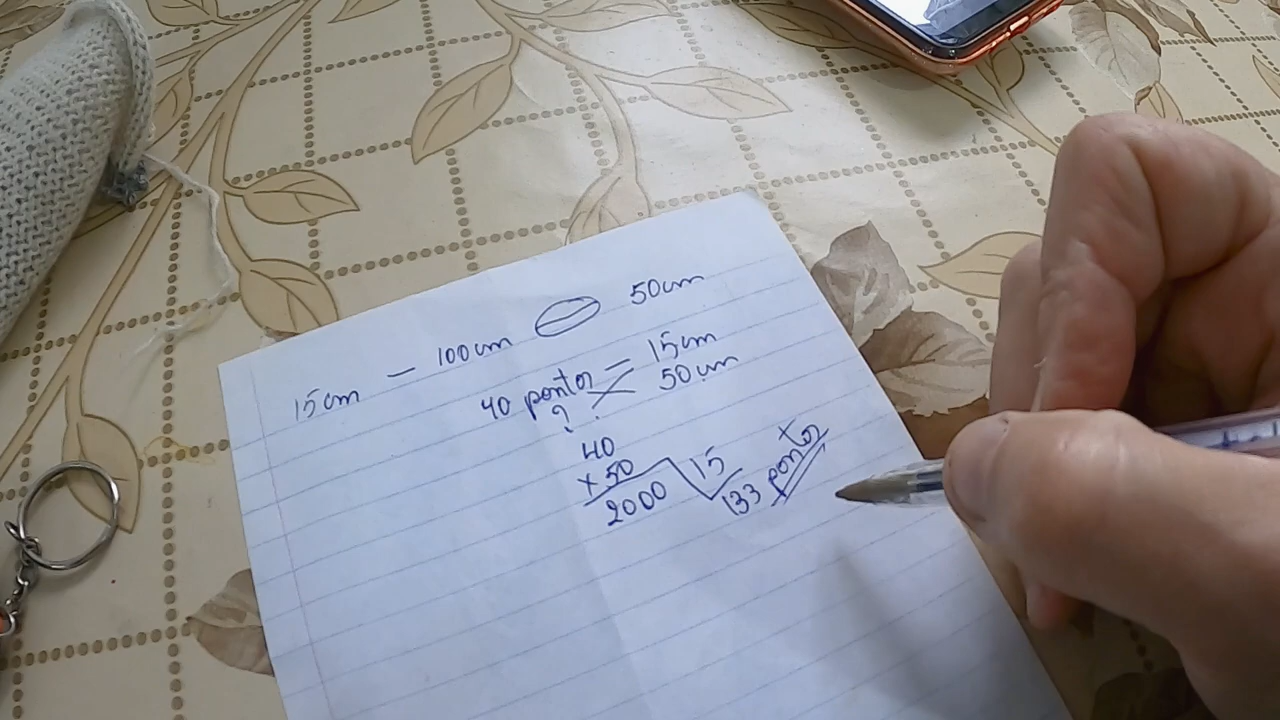 15cm — 100cm 50cm
40 pontos = 15cm
? 50cm
40
x 50
2000 15
133 pontos